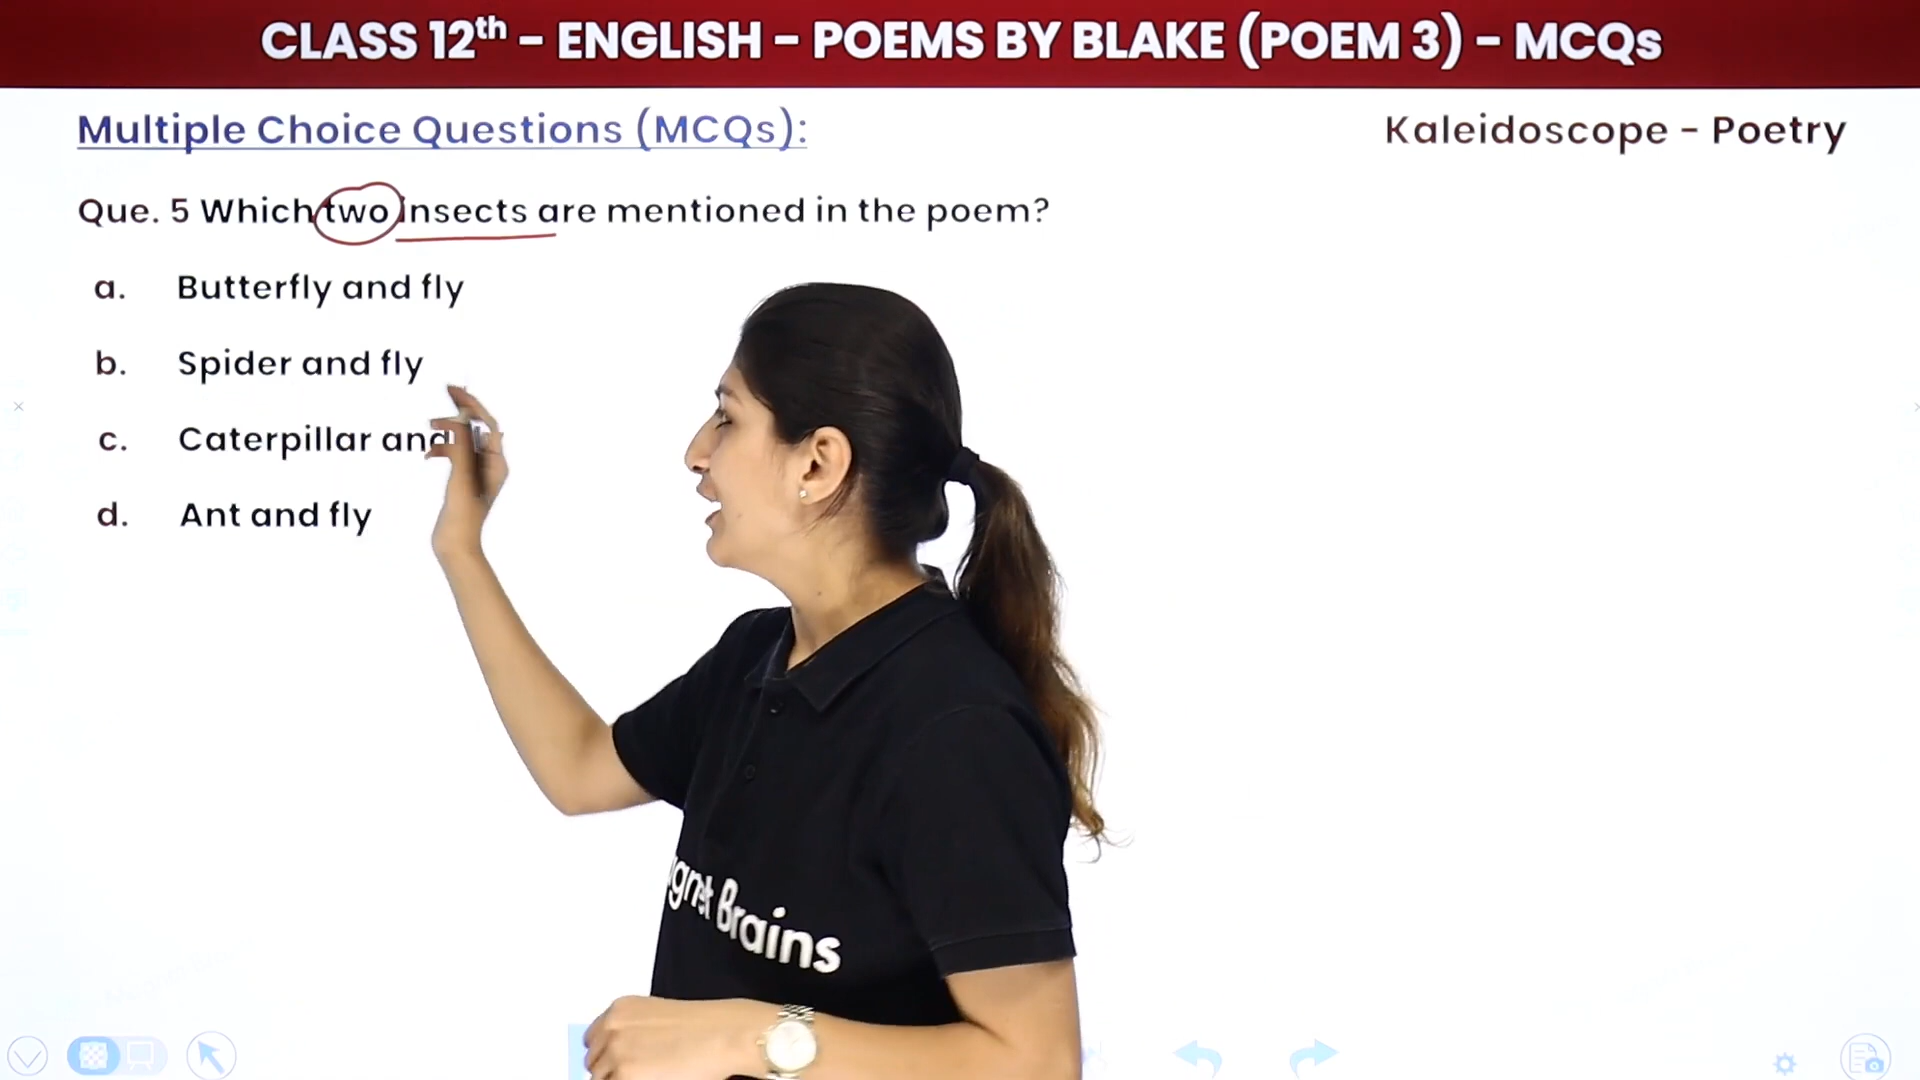 CLASS 12th - ENGLISH - POEMS BY BLAKE (POEM 3) - MCQs
Multiple Choice Questions (MCQs):
Kaleidoscope - Poetry
Que. 5 Which two insects are mentioned in the poem?
a. Butterfly and fly
b. Spider and fly
c. Caterpillar and
d. Ant and fly
Brains